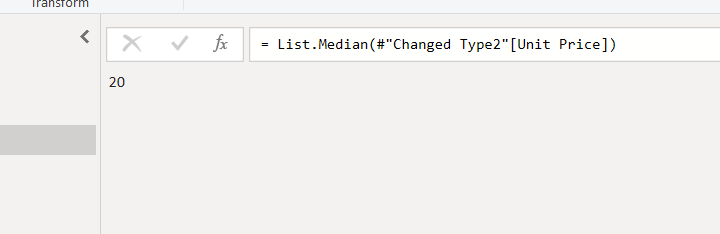 Transform
fx
= List.Median(#"Changed Type2"[Unit Price])
20